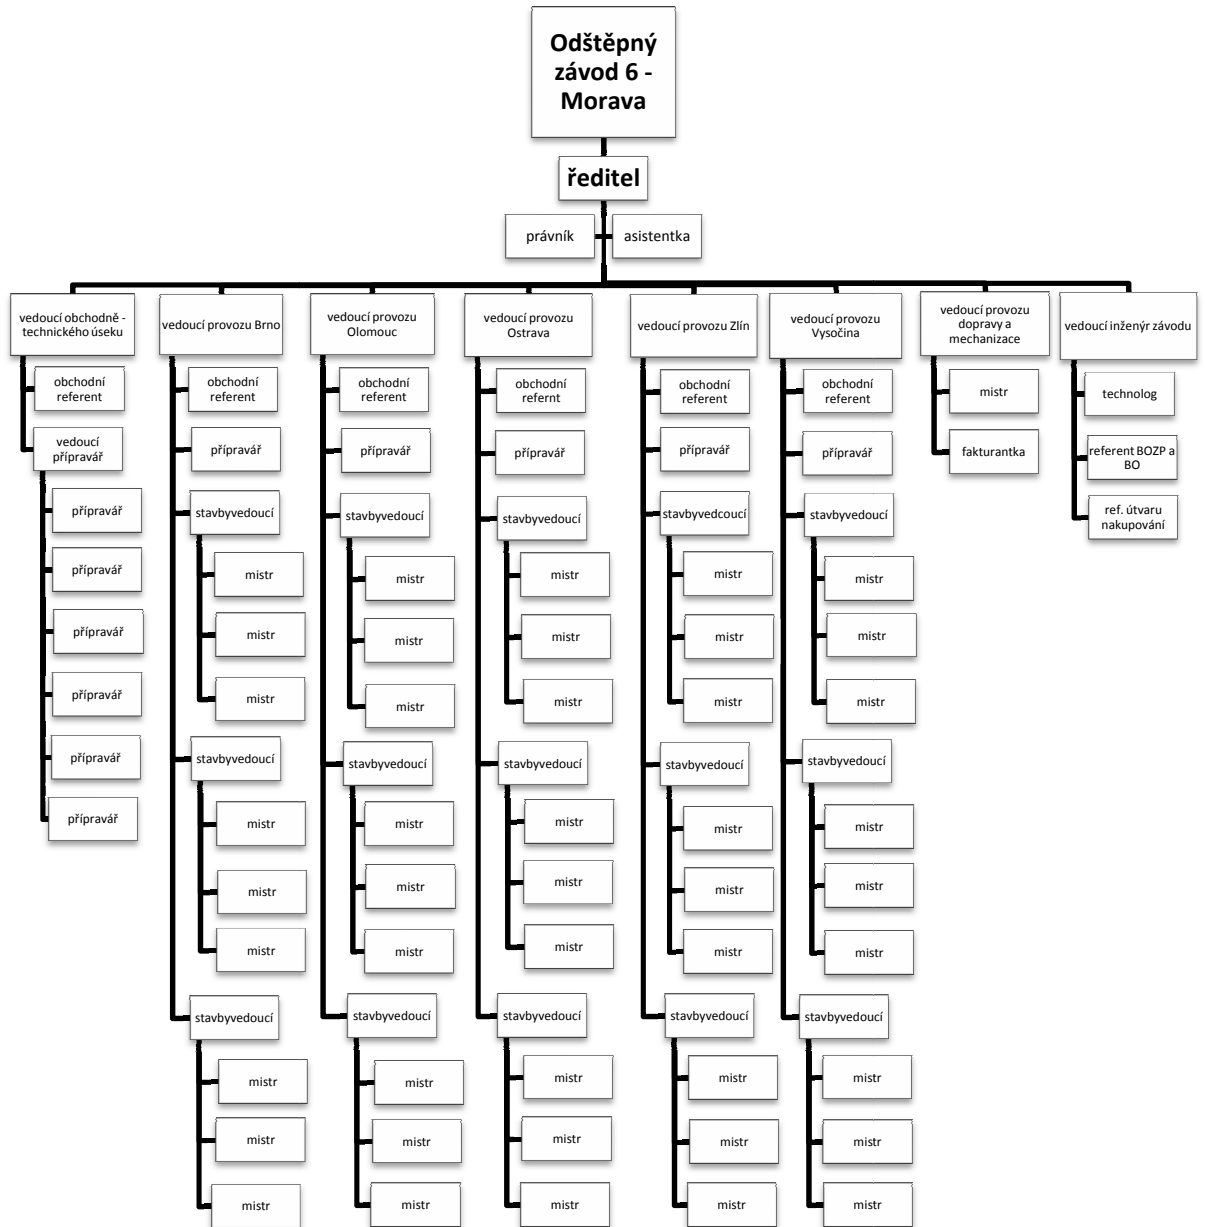 Odštěpný
závod 6 -
Morava
ředitel
právník
asistentka
vedoucí obchodně -
technického úseku
obchodní
referent
vedoucí
přípravář
přípravář
přípravář
přípravář
přípravář
přípravář
přípravář
vedoucí provozu Brno
obchodní
referent
přípravář
stavbyvedoucí
mistr
mistr
mistr
stavbyvedoucí
mistr
mistr
mistr
stavbyvedoucí
mistr
mistr
mistr
vedoucí provozu
Olomouc
obchodní
referent
přípravář
stavbyvedoucí
mistr
mistr
mistr
stavbyvedoucí
mistr
mistr
mistr
stavbyvedoucí
mistr
mistr
mistr
vedoucí provozu
Ostrava
obchodní
refernt
přípravář
stavbyvedoucí
mistr
mistr
mistr
stavbyvedoucí
mistr
mistr
mistr
stavbyvedoucí
mistr
mistr
mistr
vedoucí provozu Zlín
obchodní
referent
přípravář
stavbyvedcoucí
mistr
mistr
mistr
stavbyvedoucí
mistr
mistr
mistr
stavbyvedoucí
mistr
mistr
mistr
vedoucí provozu
Vysočina
obchodní
referent
přípravář
stavbyvedoucí
mistr
mistr
mistr
stavbyvedoucí
mistr
mistr
mistr
stavbyvedoucí
mistr
mistr
mistr
vedoucí provozu
dopravy a
mechanizace
mistr
fakturantka
vedoucí inženýr závodu
technolog
referent BOZP a
BO
ref. útvaru
nakupování